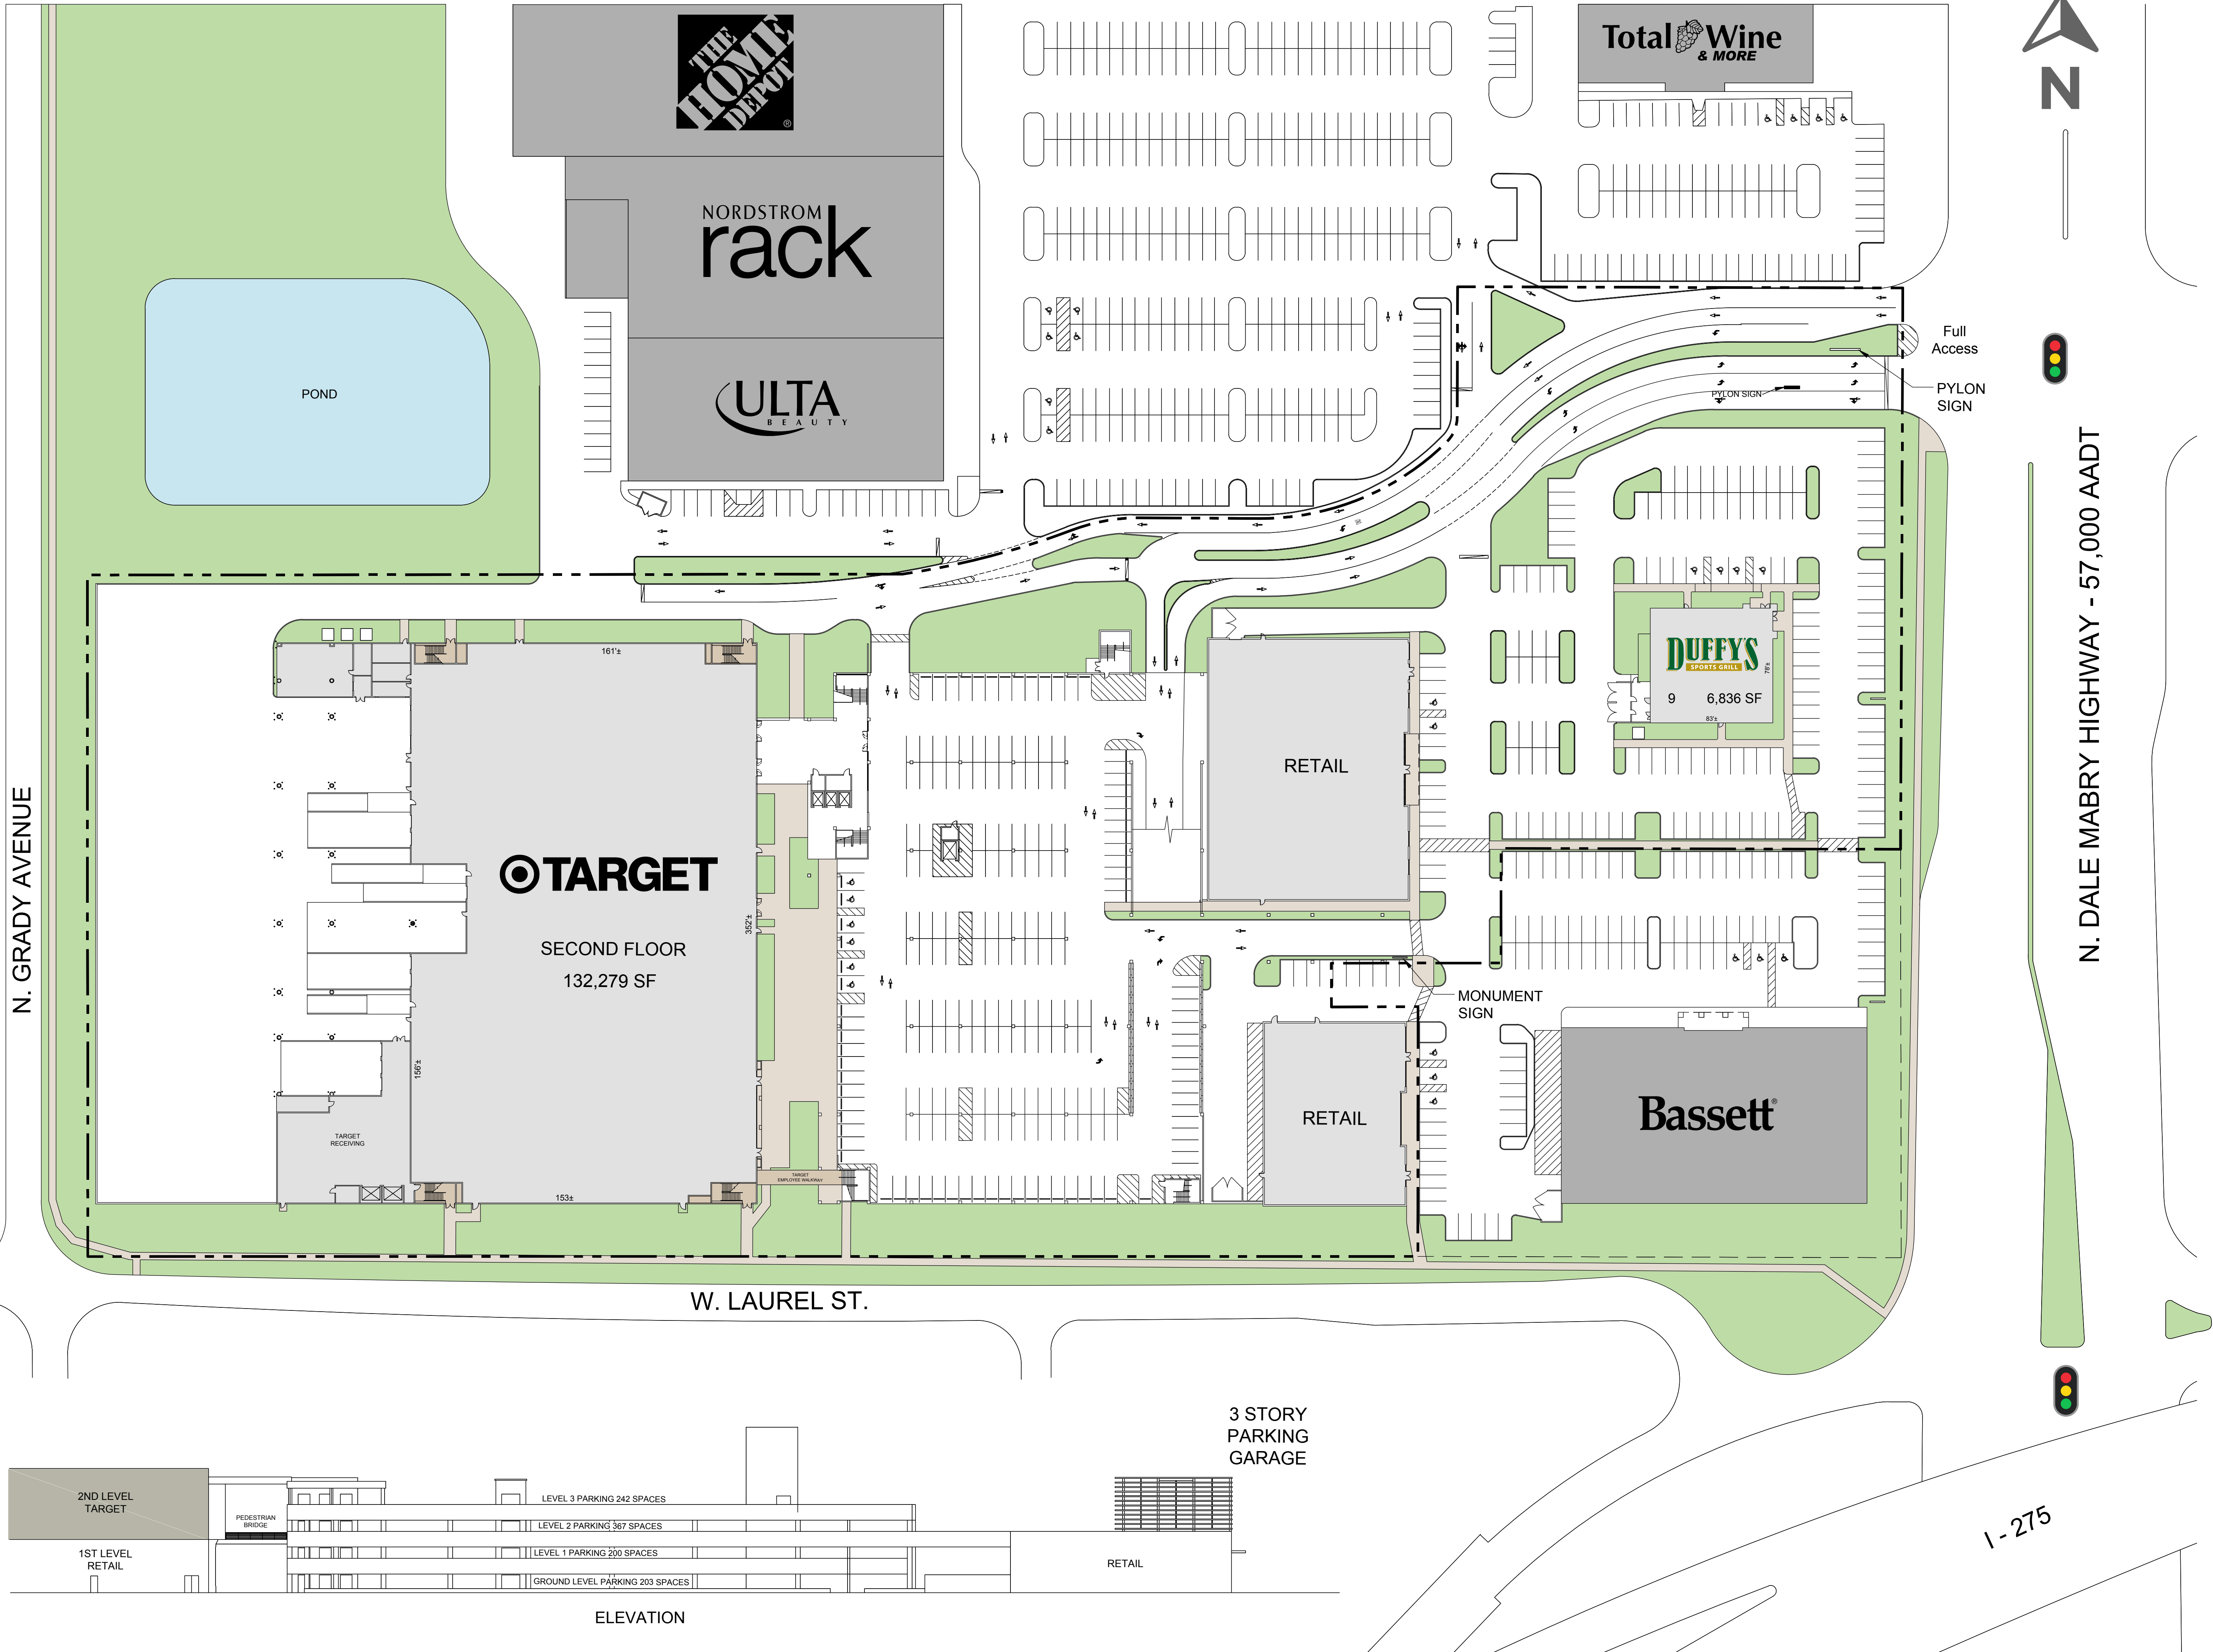 THE
HOME
DEPOT
®
Total Wine
& MORE
N
NORDSTROM
rack
ULTA
BEAUTY
POND
Full
Access
PYLON SIGN
PYLON
SIGN
N. DALE MABRY HIGHWAY - 57,000 AADT
N. GRADY AVENUE
161'±
DUFFY'S
SPORTS GRILL
78'±
9 6,836 SF
83'±
RETAIL
TARGET
352'±
SECOND FLOOR
132,279 SF
MONUMENT
SIGN
156'±
RETAIL
Bassett®
TARGET
RECEIVING
TARGET
EMPLOYEE WALKWAY
153±
W. LAUREL ST.
3 STORY
PARKING
GARAGE
2ND LEVEL
TARGET
PEDESTRIAN
BRIDGE
1ST LEVEL
RETAIL
LEVEL 3 PARKING 242 SPACES
LEVEL 2 PARKING 367 SPACES
LEVEL 1 PARKING 200 SPACES
GROUND LEVEL PARKING 203 SPACES
RETAIL
ELEVATION
I - 275